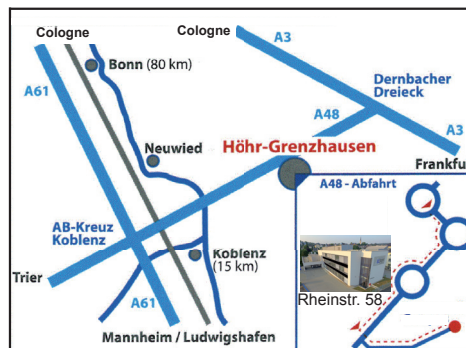 Cologne
Cologne
A3
Bonn (80 km)
A61
Dernbacher
Dreieck
A48
A3
Neuwied
Höhr-Grenzhausen
Frankfu
A48 - Abfahrt
AB-Kreuz
Koblenz
Koblenz
(15 km)
Trier
A61
Rheinstr. 58
Mannheim / Ludwigshafen